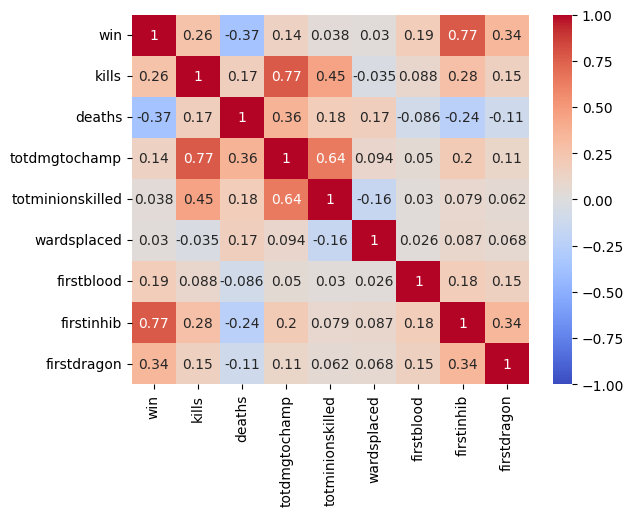 win 1 0.26 -0.37 0.14 0.038 0.03 0.19 0.77 0.34
kills 0.26 1 0.17 0.77 0.45 -0.035 0.088 0.28 0.15
deaths -0.37 0.17 1 0.36 0.18 0.17 -0.086 -0.24 -0.11
totdmgtochamp 0.14 0.77 0.36 1 0.64 0.094 0.05 0.2 0.11
totminionskilled 0.038 0.45 0.18 0.64 1 -0.16 0.03 0.079 0.062
wardsplaced 0.03 -0.035 0.17 0.094 -0.16 1 0.026 0.087 0.068
firstblood 0.19 0.088 -0.086 0.05 0.03 0.026 1 0.18 0.15
firstinhib 0.77 0.28 -0.24 0.2 0.079 0.087 0.18 1 0.34
firstdragon 0.34 0.15 -0.11 0.11 0.062 0.068 0.15 0.34 1
win
kills
deaths
totdmgtochamp
totminionskilled
wardsplaced
firstblood
firstinhib
firstdragon
1.00
0.75
0.50
0.25
0.00
−0.25
−0.50
−0.75
−1.00